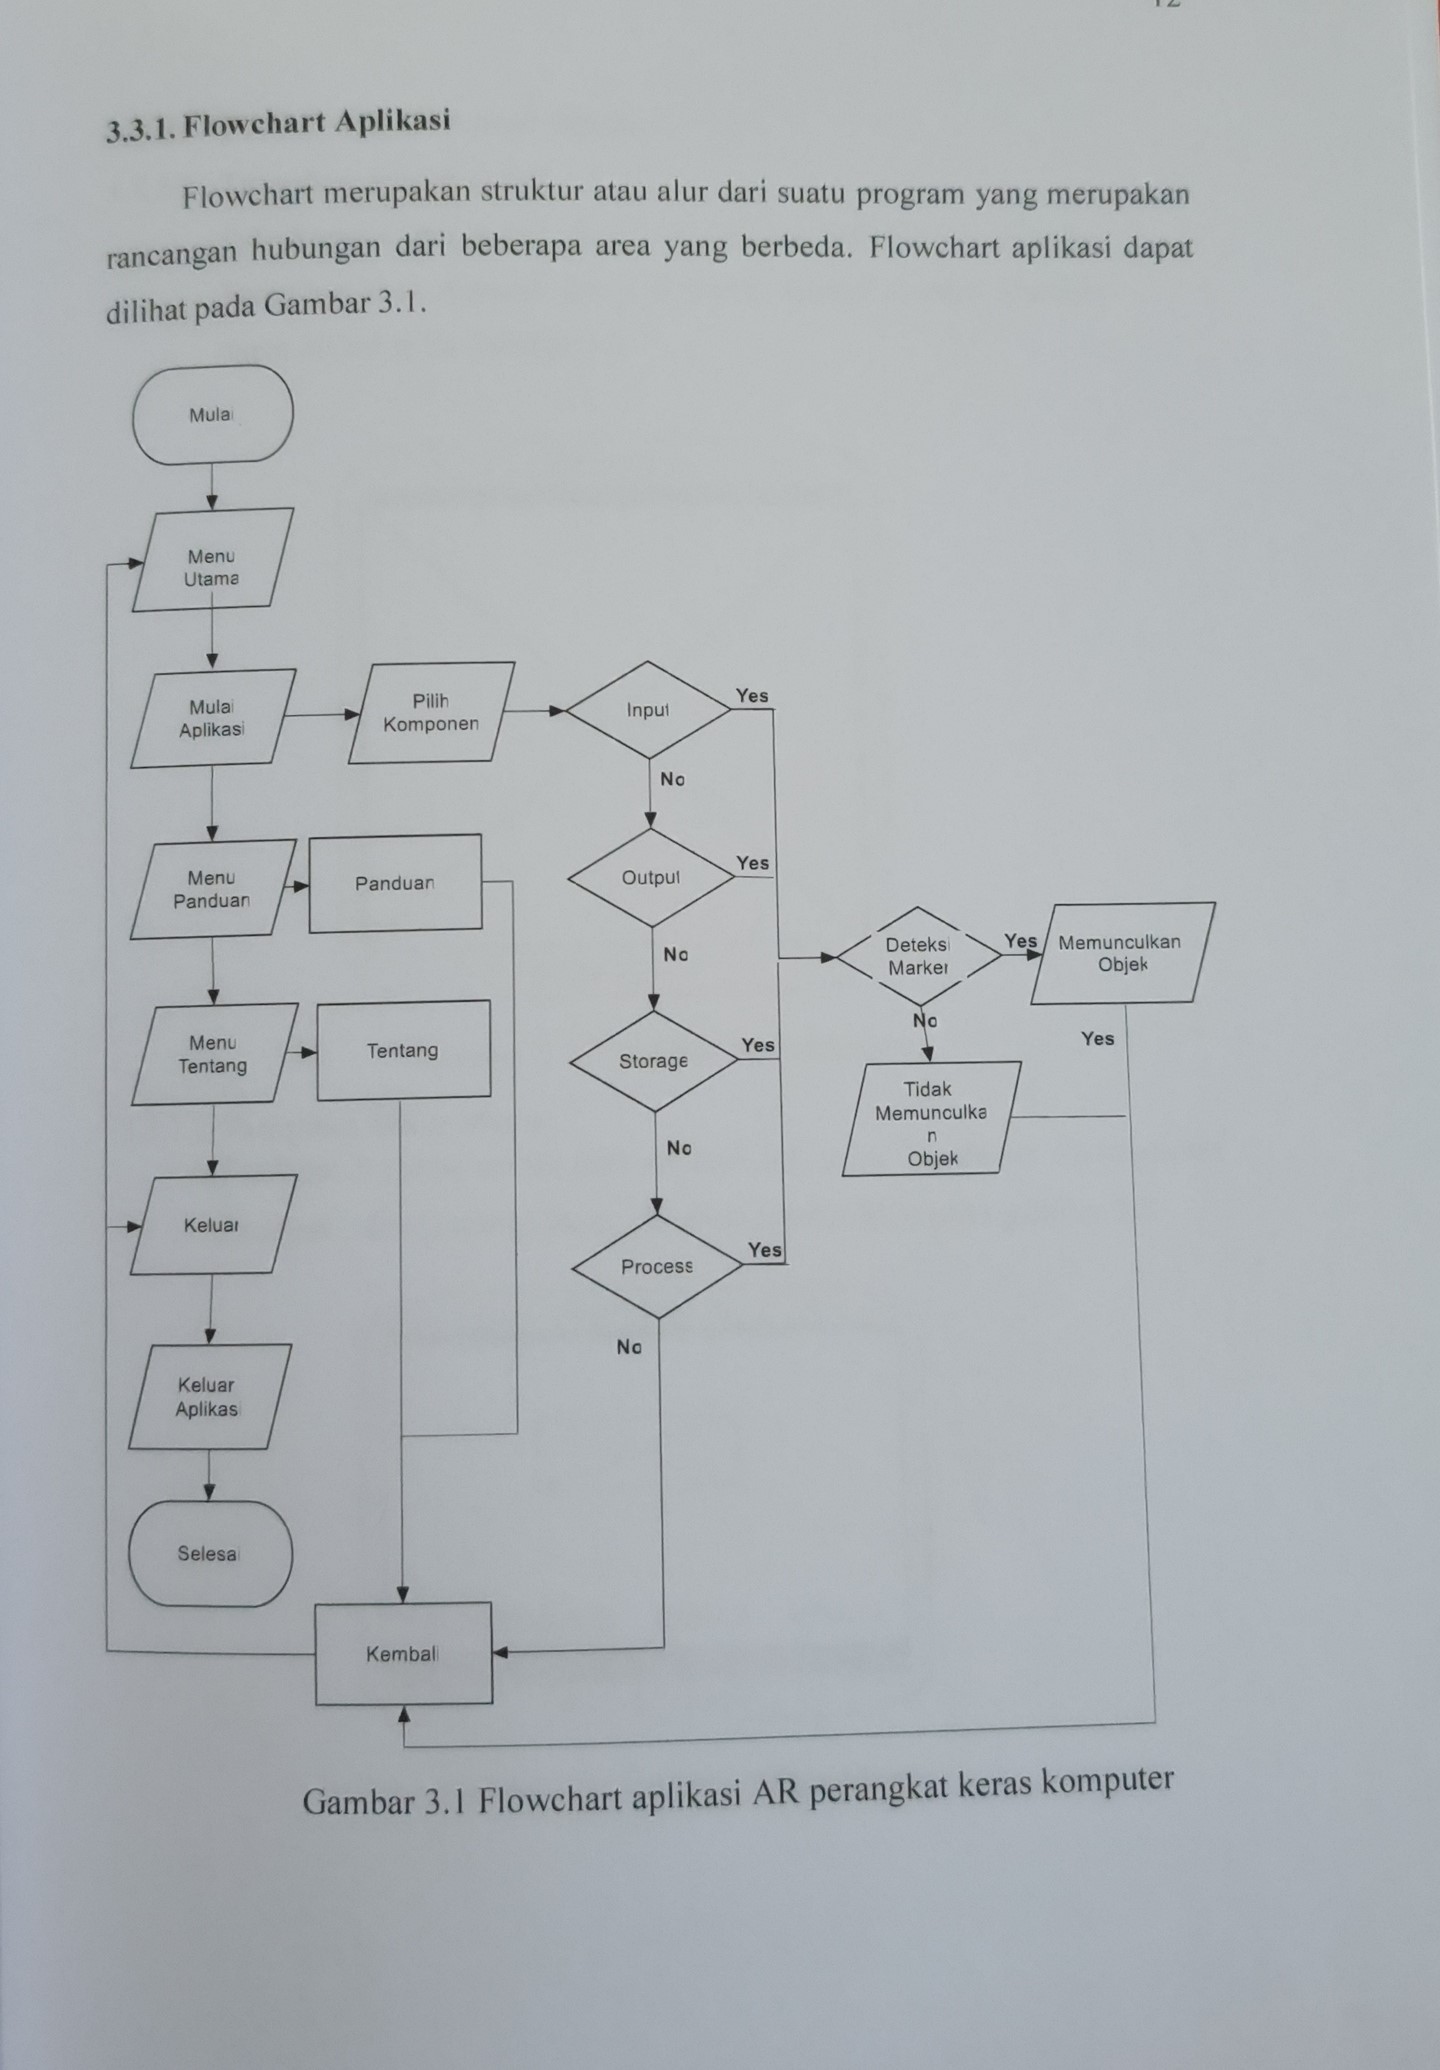 3.3.1. Flowchart Aplikasi
Flowchart merupakan struktur atau alur dari suatu program yang merupakan
rancangan hubungan dari beberapa area yang berbeda. Flowchart aplikasi dapat
dilihat pada Gambar 3.1.
Mulai
Menu
Utama
Mulai
Aplikasi
Pilih
Komponen
Input
Yes
No
Menu
Panduan
Panduan
Output
Yes
No
Deteksi
Marker
Yes
Memunculkan
Objek
No
Yes
Menu
Tentang
Tentang
Storage
Yes
No
Tidak
Memunculka
n
Objek
Keluar
Process
Yes
No
Keluar
Aplikasi
Selesai
Kembali
Gambar 3.1 Flowchart aplikasi AR perangkat keras komputer